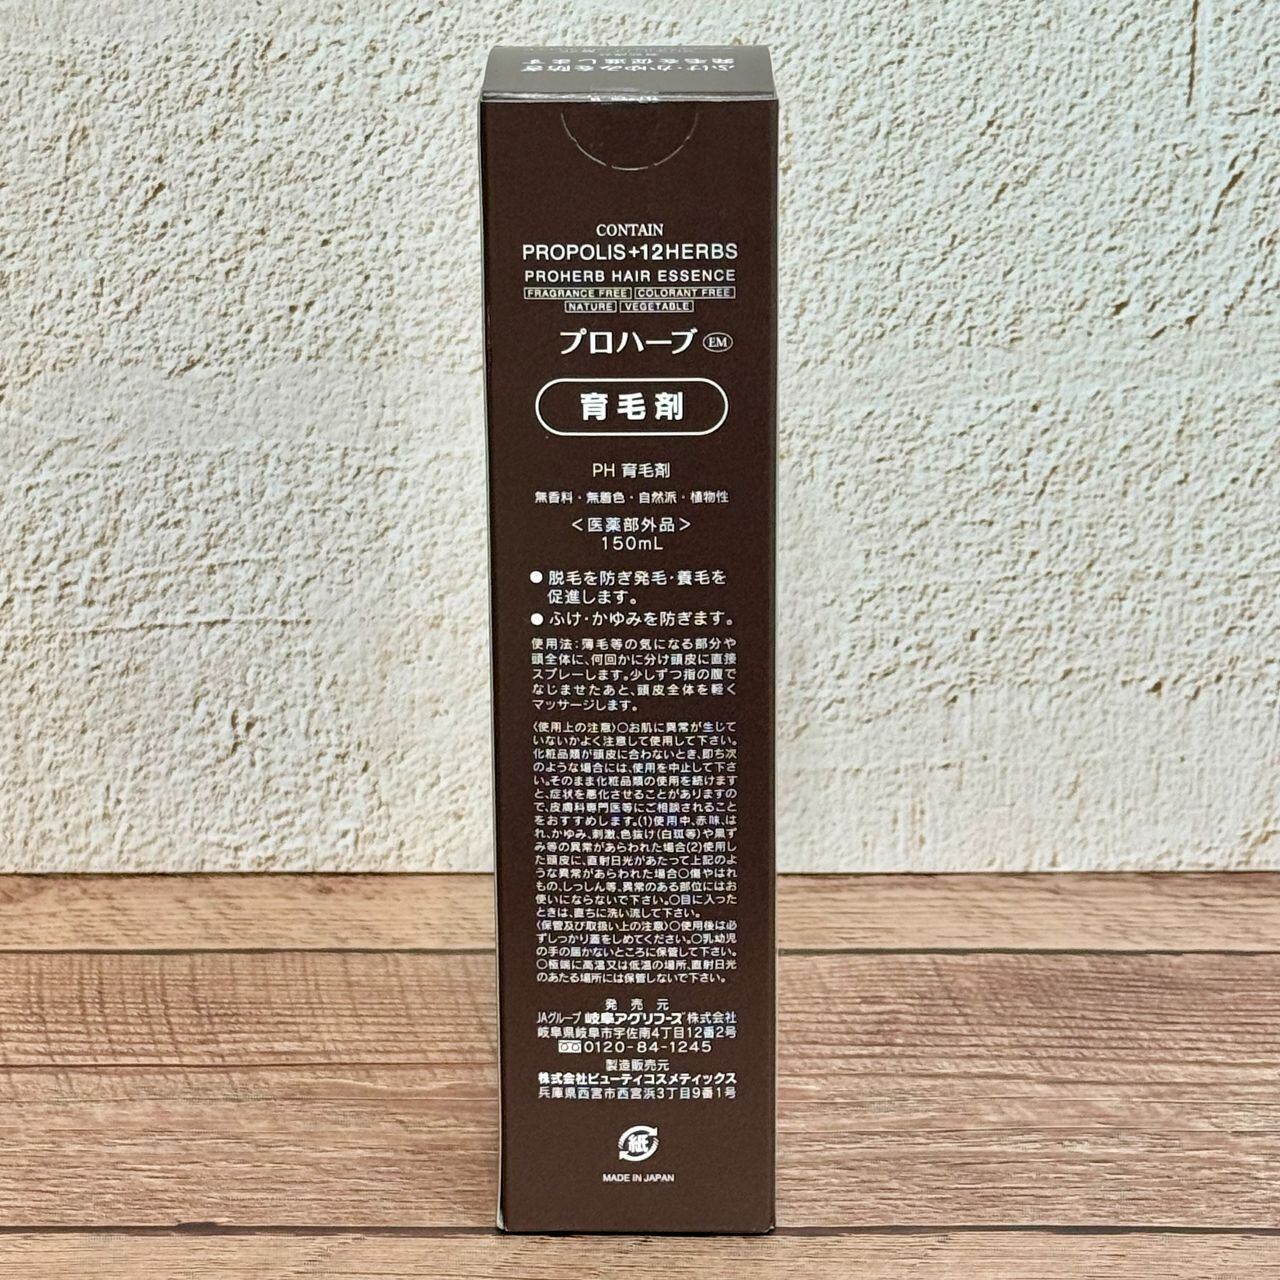 ふけ・かゆみを防ぎ
発毛を促進します
CONTAIN
PROPOLIS+12HERBS
PROHERB HAIR ESSENCE
FRAGRANCE FREE COLORANT FREE
NATURE VEGETABLE
プロハーブ EM
育毛剤
PH 育毛剤
無香料・無着色・自然派・植物性
<医薬部外品>
150mL
● 脱毛を防ぎ発毛・養毛を
促進します。
● ふけ・かゆみを防ぎます。
使用法:薄毛等の気になる部分や
頭全体に、何回かに分け頭皮に直接
スプレーします。少しずつ指の腹で
なじませたあと、頭皮全体を軽く
マッサージします。
〈使用上の注意〉○お肌に異常が生じて
いないかよく注意して使用して下さい。
化粧品類が頭皮に合わないとき、即ち次
のような場合には、使用を中止して下さ
い。そのまま化粧品類の使用を続けます
と、症状を悪化させることがありますの
で、皮膚科専門医等にご相談されること
をおすすめします。(1)使用中、赤味、は
れ、かゆみ、刺激、色抜け(白斑等)や黒ず
み等の異常があらわれた場合(2)使用し
た頭皮に、直射日光があたって上記のよ
うな異常があらわれた場合○傷やはれ
もの、しっしん等、異常のある部位にはお
使いにならないで下さい。○目に入った
ときは、直ちに洗い流して下さい。
〈保管及び取扱い上の注意〉○使用後は必
ずしっかり蓋をしめてください。○乳幼児
の手の届かないところに保管して下さい。
○極端に高温又は低温の場所、直射日光
のあたる場所には保管しないで下さい。
発売元
JAグループ 岐阜アグリフーズ株式会社
岐阜県岐阜市宇佐南4丁目12番2号
0120-84-1245
製造販売元
株式会社ビューティコスメティックス
兵庫県西宮市西宮浜3丁目9番1号
紙
MADE IN JAPAN